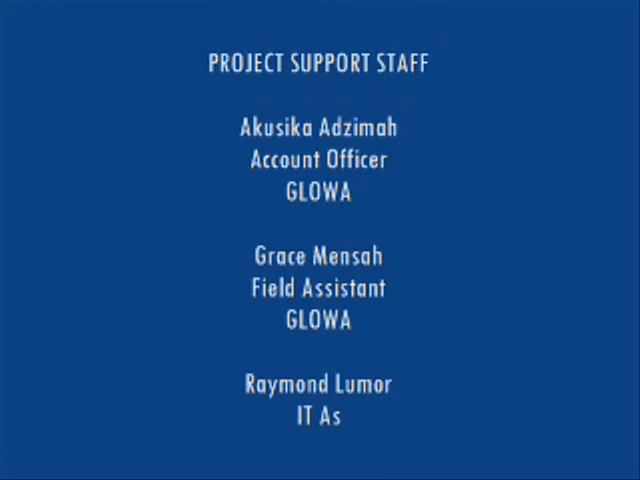 PROJECT SUPPORT STAFF
Akusika Adzimah
Account Officer
GLOWA
Grace Mensah
Field Assistant
GLOWA
Raymond Lumor
IT As